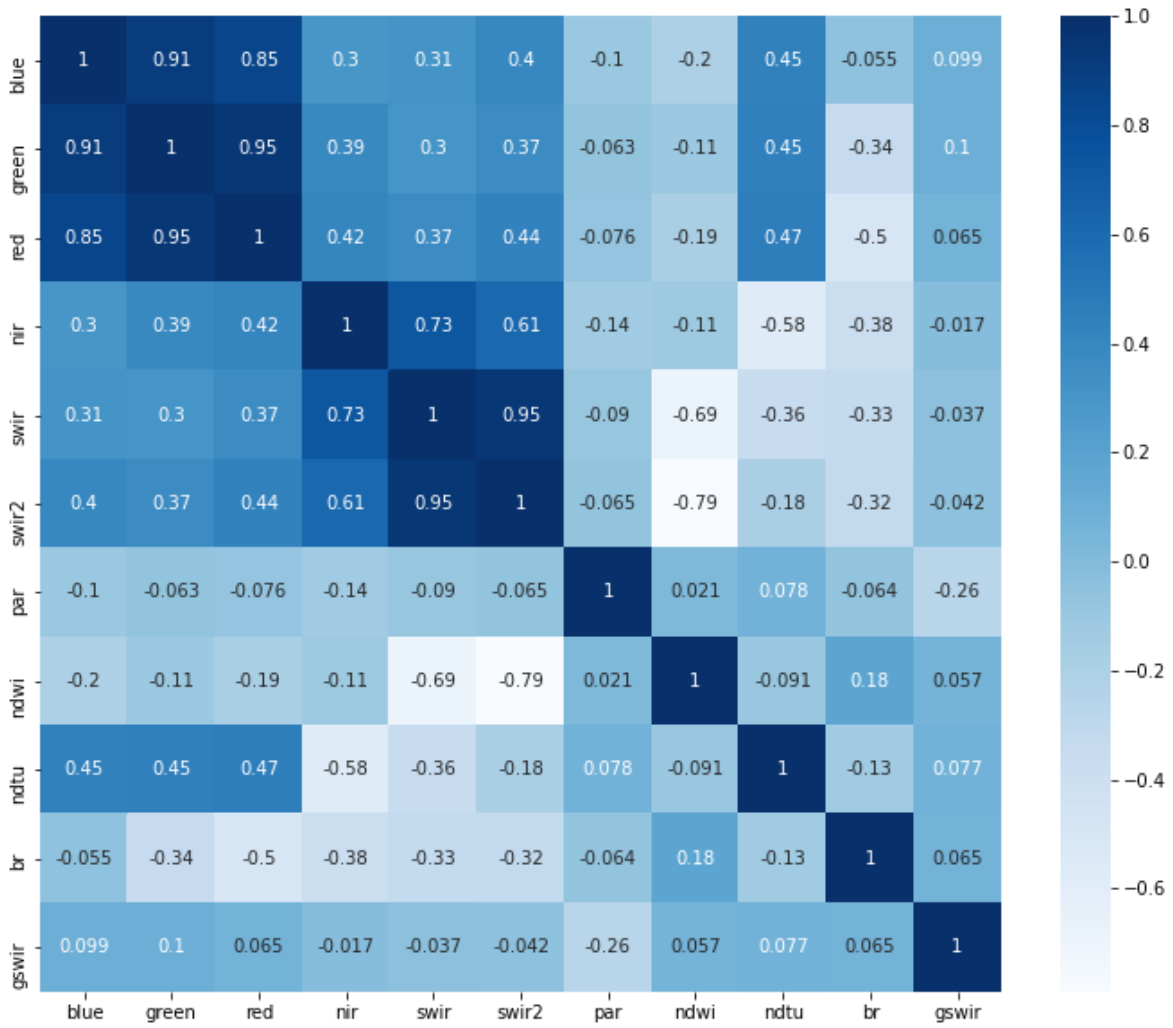 blue 1 0.91 0.85 0.3 0.31 0.4 -0.1 -0.2 0.45 -0.055 0.099
green 0.91 1 0.95 0.39 0.3 0.37 -0.063 -0.11 0.45 -0.34 0.1
red 0.85 0.95 1 0.42 0.37 0.44 -0.076 -0.19 0.47 -0.5 0.065
nir 0.3 0.39 0.42 1 0.73 0.61 -0.14 -0.11 -0.58 -0.38 -0.017
swir 0.31 0.3 0.37 0.73 1 0.95 -0.09 -0.69 -0.36 -0.33 -0.037
swir2 0.4 0.37 0.44 0.61 0.95 1 -0.065 -0.79 -0.18 -0.32 -0.042
par -0.1 -0.063 -0.076 -0.14 -0.09 -0.065 1 0.021 0.078 -0.064 -0.26
ndwi -0.2 -0.11 -0.19 -0.11 -0.69 -0.79 0.021 1 -0.091 0.18 0.057
ndtu 0.45 0.45 0.47 -0.58 -0.36 -0.18 0.078 -0.091 1 -0.13 0.077
br -0.055 -0.34 -0.5 -0.38 -0.33 -0.32 -0.064 0.18 -0.13 1 0.065
gswir 0.099 0.1 0.065 -0.017 -0.037 -0.042 -0.26 0.057 0.077 0.065 1
blue green red nir swir swir2 par ndwi ndtu br gswir
1.0
0.8
0.6
0.4
0.2
0.0
−0.2
−0.4
−0.6